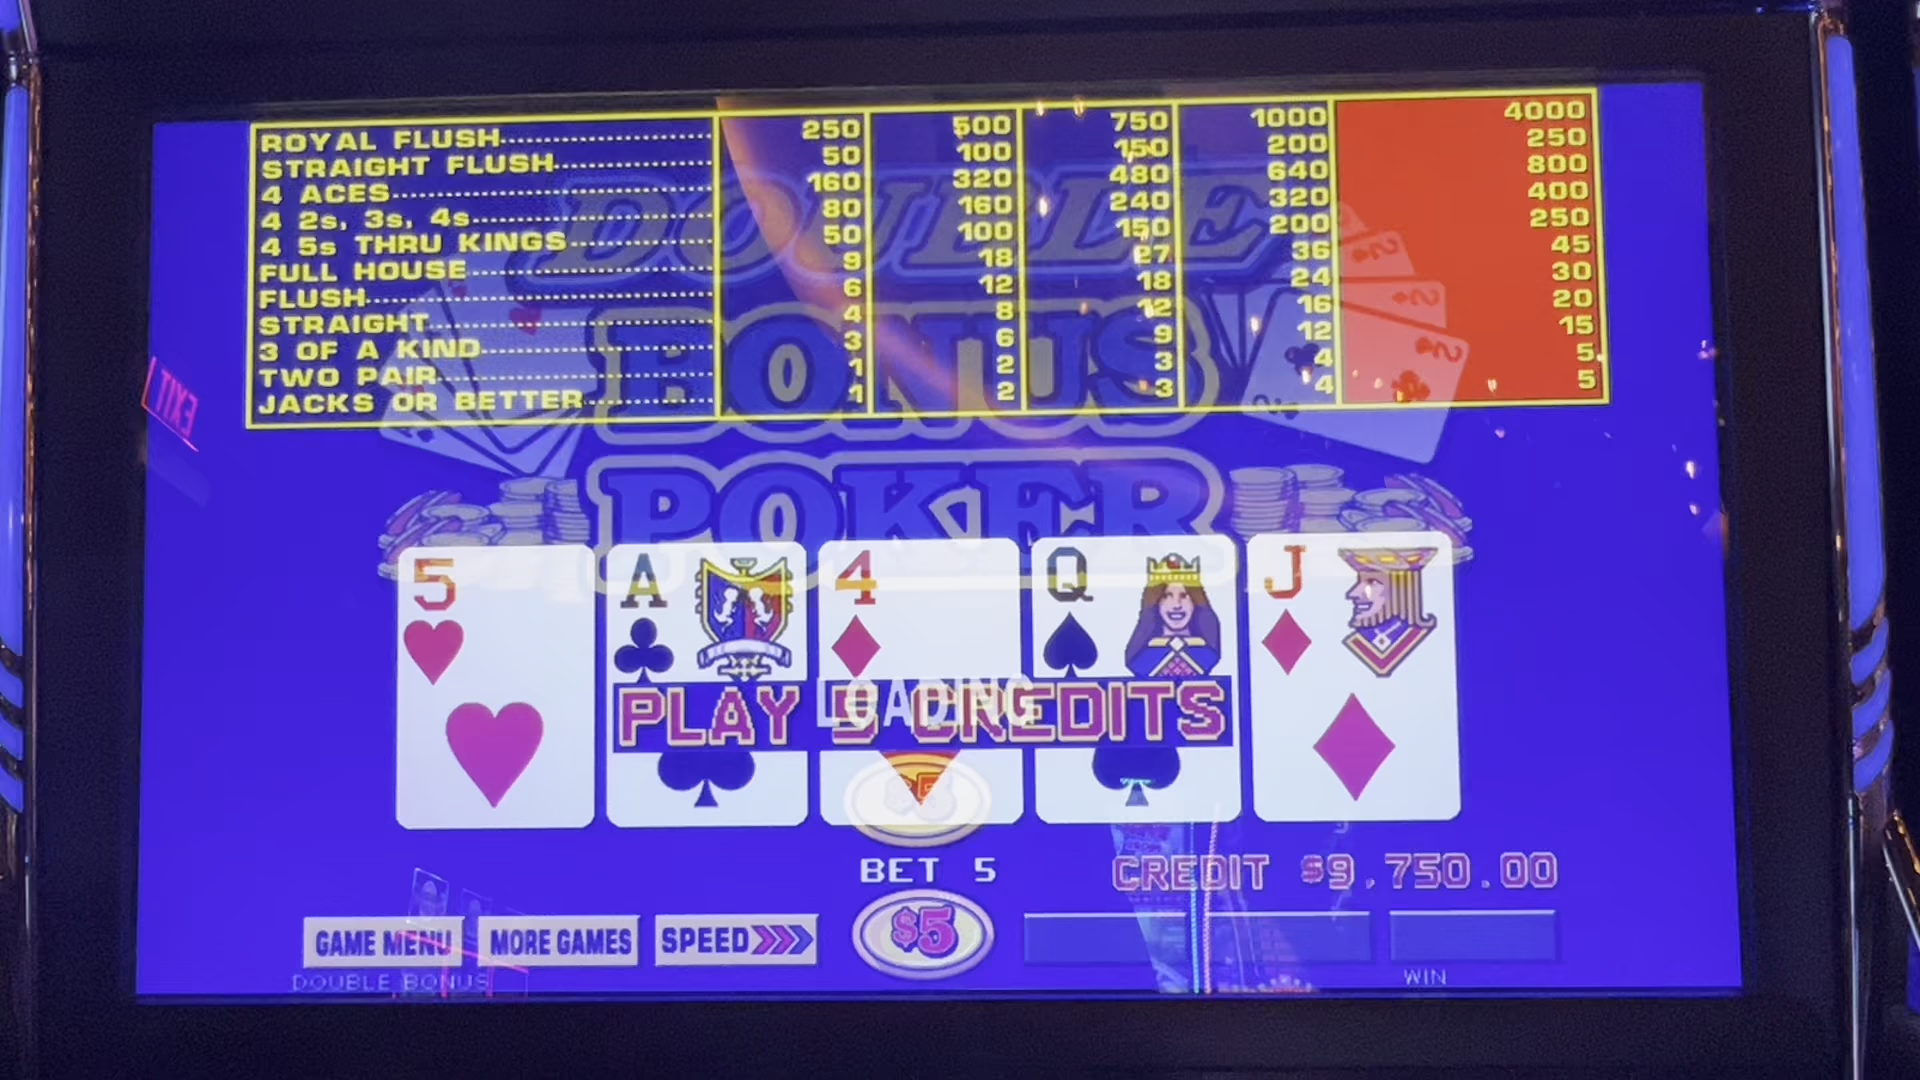 ROYAL FLUSH 250 500 750 1000 4000
STRAIGHT FLUSH 50 100 150 200 250
4 ACES 160 320 480 640 800
4 2s, 3s, 4s 80 160 240 320 400
4 5s THRU KINGS 50 100 150 200 250
FULL HOUSE 9 18 27 36 45
FLUSH 6 12 18 24 30
STRAIGHT 4 8 12 16 20
3 OF A KIND 3 6 9 12 15
TWO PAIR 1 2 3 4 5
JACKS OR BETTER 1 2 3 4 5
DOUBLE
BONUS
POKER
EXIT
5 A 4 Q J
PLAY 5 CREDITS
LOADING
BET 5 CREDIT $9,750.00
GAME MENU MORE GAMES SPEED $5
DOUBLE BONUS WIN